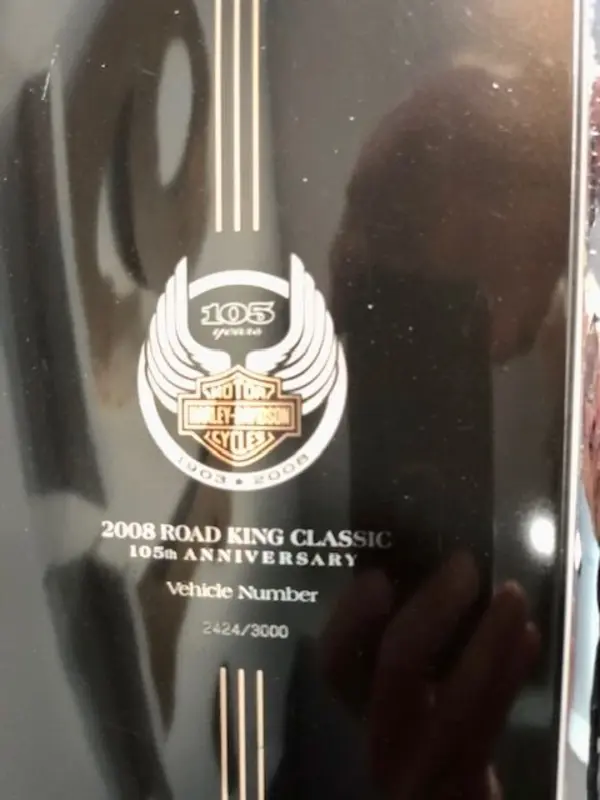 105
years
MOTOR
HARLEY-DAVIDSON
CYCLES
1903 • 2008
2008 ROAD KING CLASSIC
105th ANNIVERSARY
Vehicle Number
2424/3000